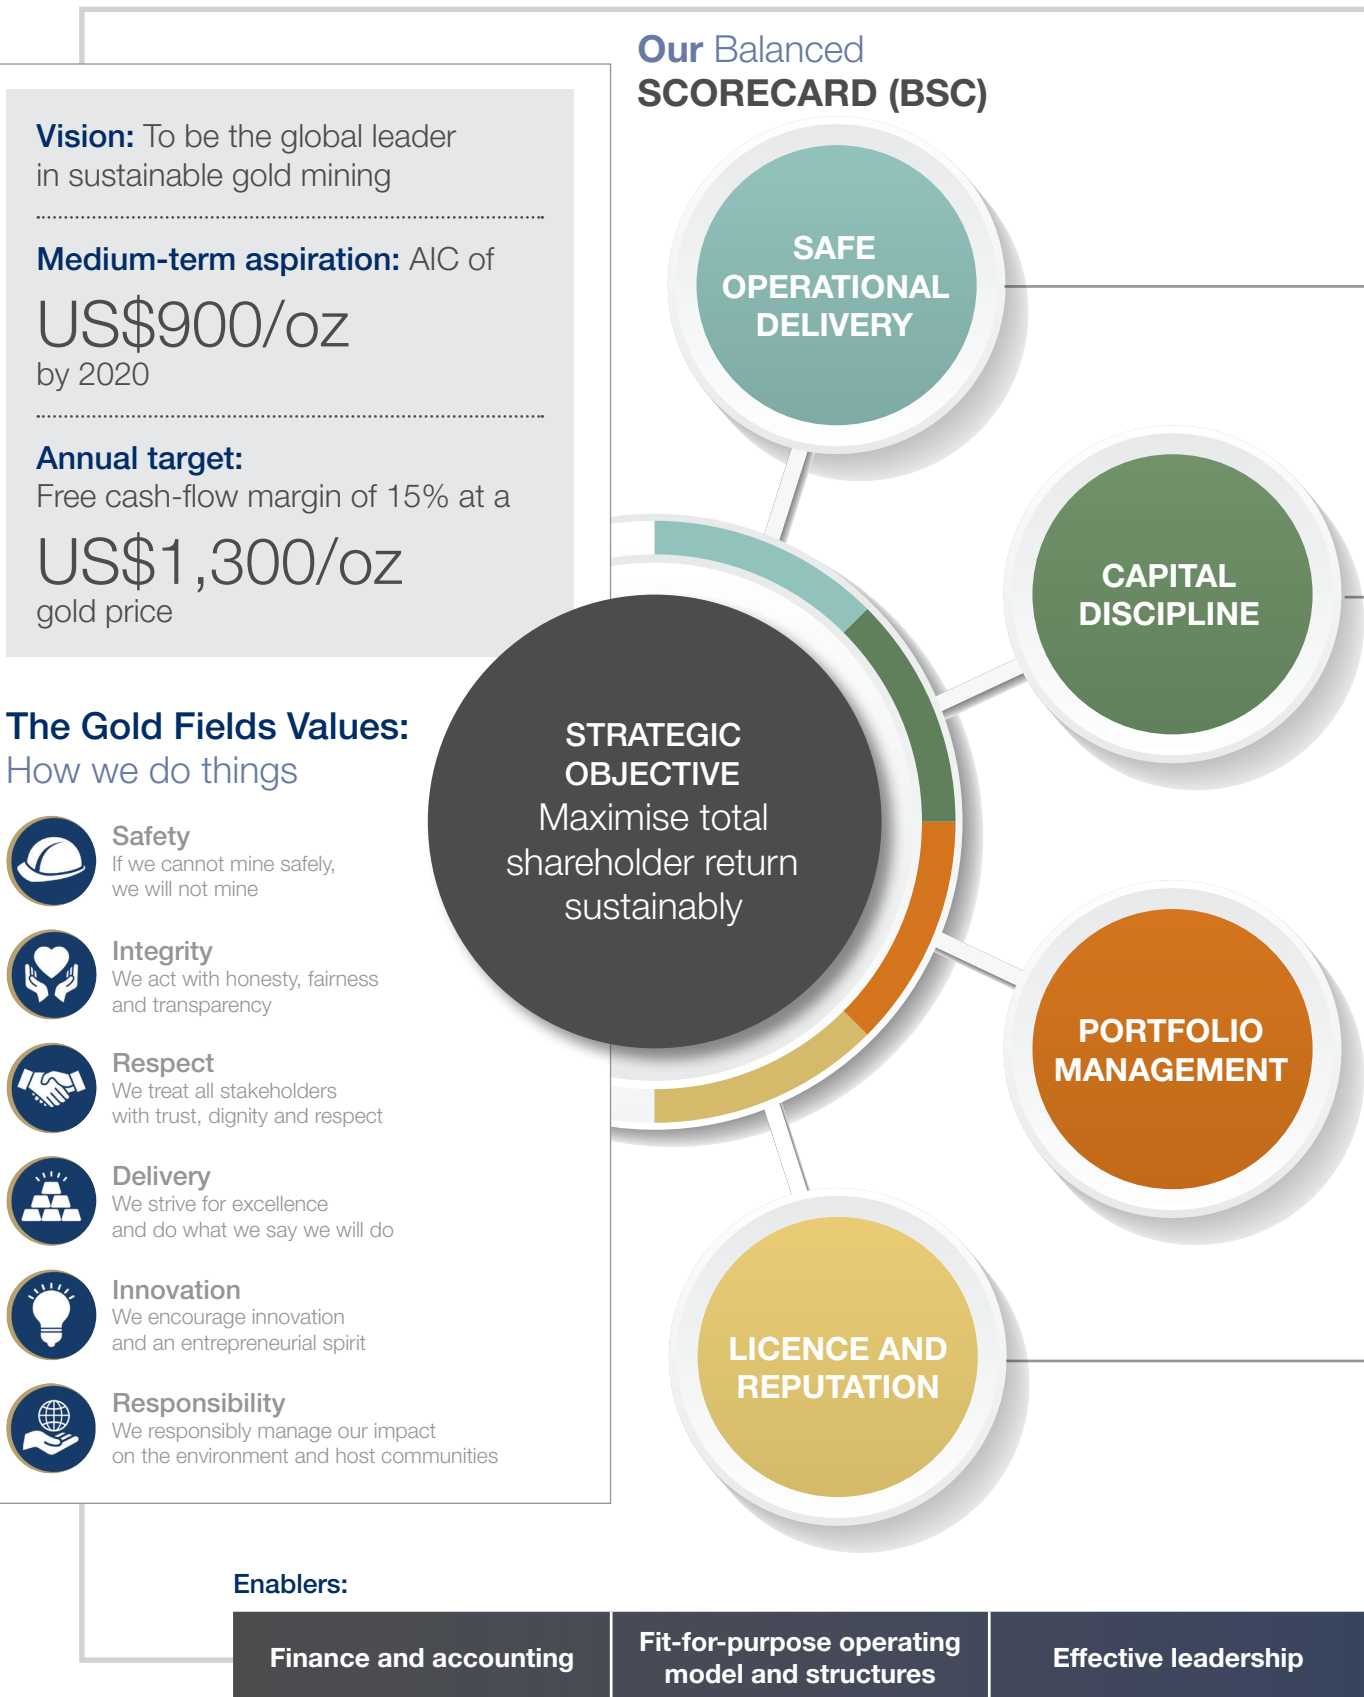 Our Balanced
SCORECARD (BSC)
Vision: To be the global leader
in sustainable gold mining
Medium-term aspiration: AIC of
US$900/oz
by 2020
Annual target:
Free cash-flow margin of 15% at a
US$1,300/oz
gold price
The Gold Fields Values:
How we do things
Safety
If we cannot mine safely,
we will not mine
Integrity
We act with honesty, fairness
and transparency
Respect
We treat all stakeholders
with trust, dignity and respect
Delivery
We strive for excellence
and do what we say we will do
Innovation
We encourage innovation
and an entrepreneurial spirit
Responsibility
We responsibly manage our impact
on the environment and host communities
STRATEGIC
OBJECTIVE
Maximise total
shareholder return
sustainably
SAFE
OPERATIONAL
DELIVERY
CAPITAL
DISCIPLINE
PORTFOLIO
MANAGEMENT
LICENCE AND
REPUTATION
Enablers:
Finance and accounting
Fit-for-purpose operating
model and structures
Effective leadership